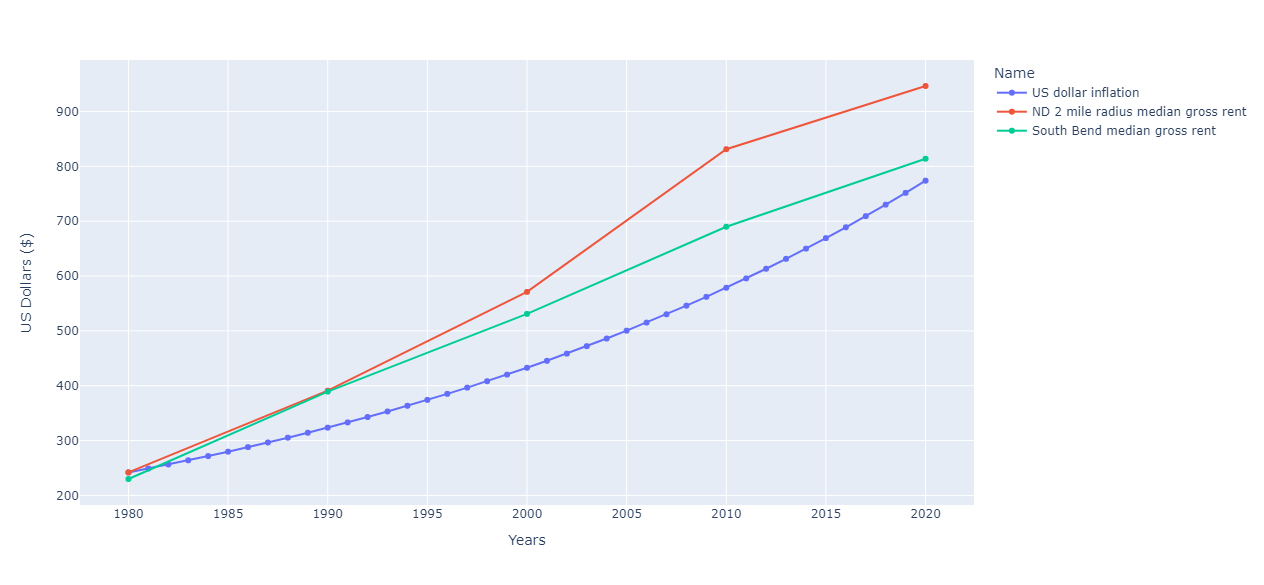 Name
US dollar inflation
ND 2 mile radius median gross rent
South Bend median gross rent
US Dollars ($)
900
800
700
600
500
400
300
200
1980 1985 1990 1995 2000 2005 2010 2015 2020
Years